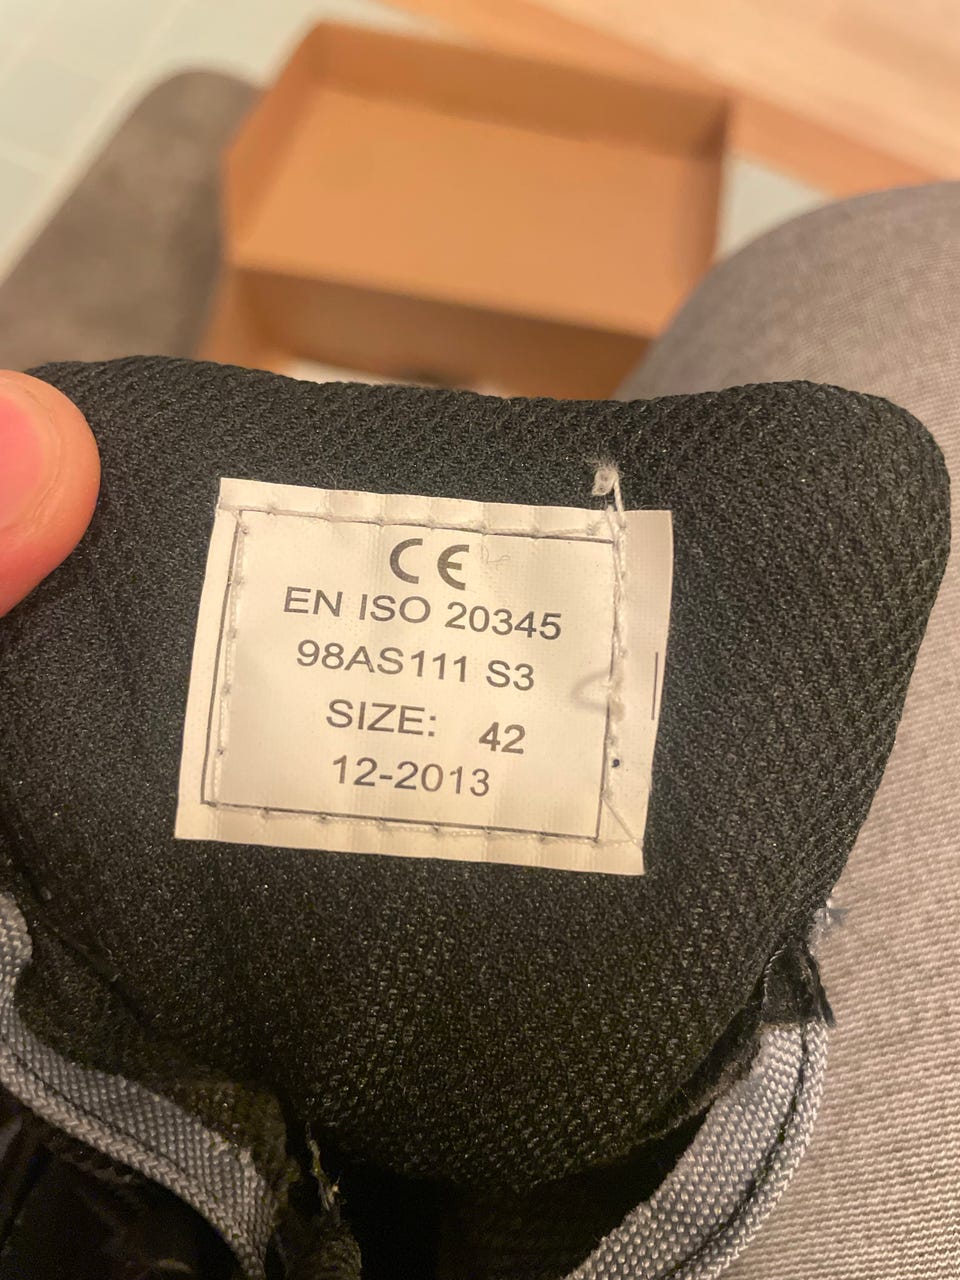 CE
EN ISO 20345
98AS111 S3
SIZE: 42
12-2013